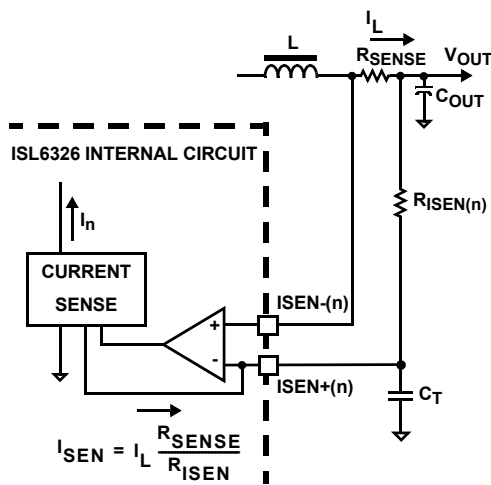 I_L
L
R_SENSE
V_OUT
C_OUT
ISL6326 INTERNAL CIRCUIT
R_ISEN(n)
I_n
CURRENT
SENSE
+
ISEN-(n)
-
ISEN+(n)
C_T
I_SEN = I_L R_SENSE / R_ISEN